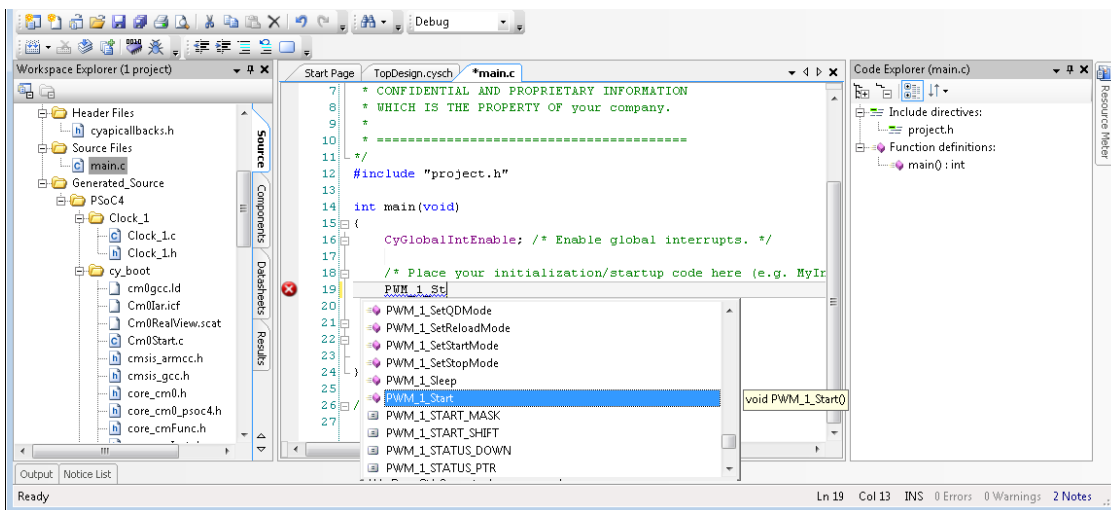 Debug
Workspace Explorer (1 project)
Header Files
cyapicallbacks.h
Source Files
main.c
Generated_Source
PSoC4
Clock_1
Clock_1.c
Clock_1.h
cy_boot
cm0gcc.ld
Cm0Iar.icf
Cm0RealView.scat
Cm0Start.c
cmsis_armcc.h
cmsis_gcc.h
core_cm0.h
core_cm0_psoc4.h
core_cmFunc.h
Source
Components
Datasheets
Results
Start Page TopDesign.cysch *main.c
7 * CONFIDENTIAL AND PROPRIETARY INFORMATION
8 * WHICH IS THE PROPERTY OF your company.
9 *
10 * ========================================
11 */
12 #include "project.h"
13
14 int main(void)
15 {
16 CyGlobalIntEnable; /* Enable global interrupts. */
17
18 /* Place your initialization/startup code here (e.g. MyIn
19 PWM_1_St
20
21
22
23
24 }
25
26 /
27
PWM_1_SetQDMode
PWM_1_SetReloadMode
PWM_1_SetStartMode
PWM_1_SetStopMode
PWM_1_Sleep
PWM_1_Start
PWM_1_START_MASK
PWM_1_START_SHIFT
PWM_1_STATUS_DOWN
PWM_1_STATUS_PTR
void PWM_1_Start()
Code Explorer (main.c)
Include directives:
project.h
Function definitions:
main() : int
Resource Meter
Output Notice List
Ready Ln 19 Col 13 INS 0 Errors 0 Warnings 2 Notes